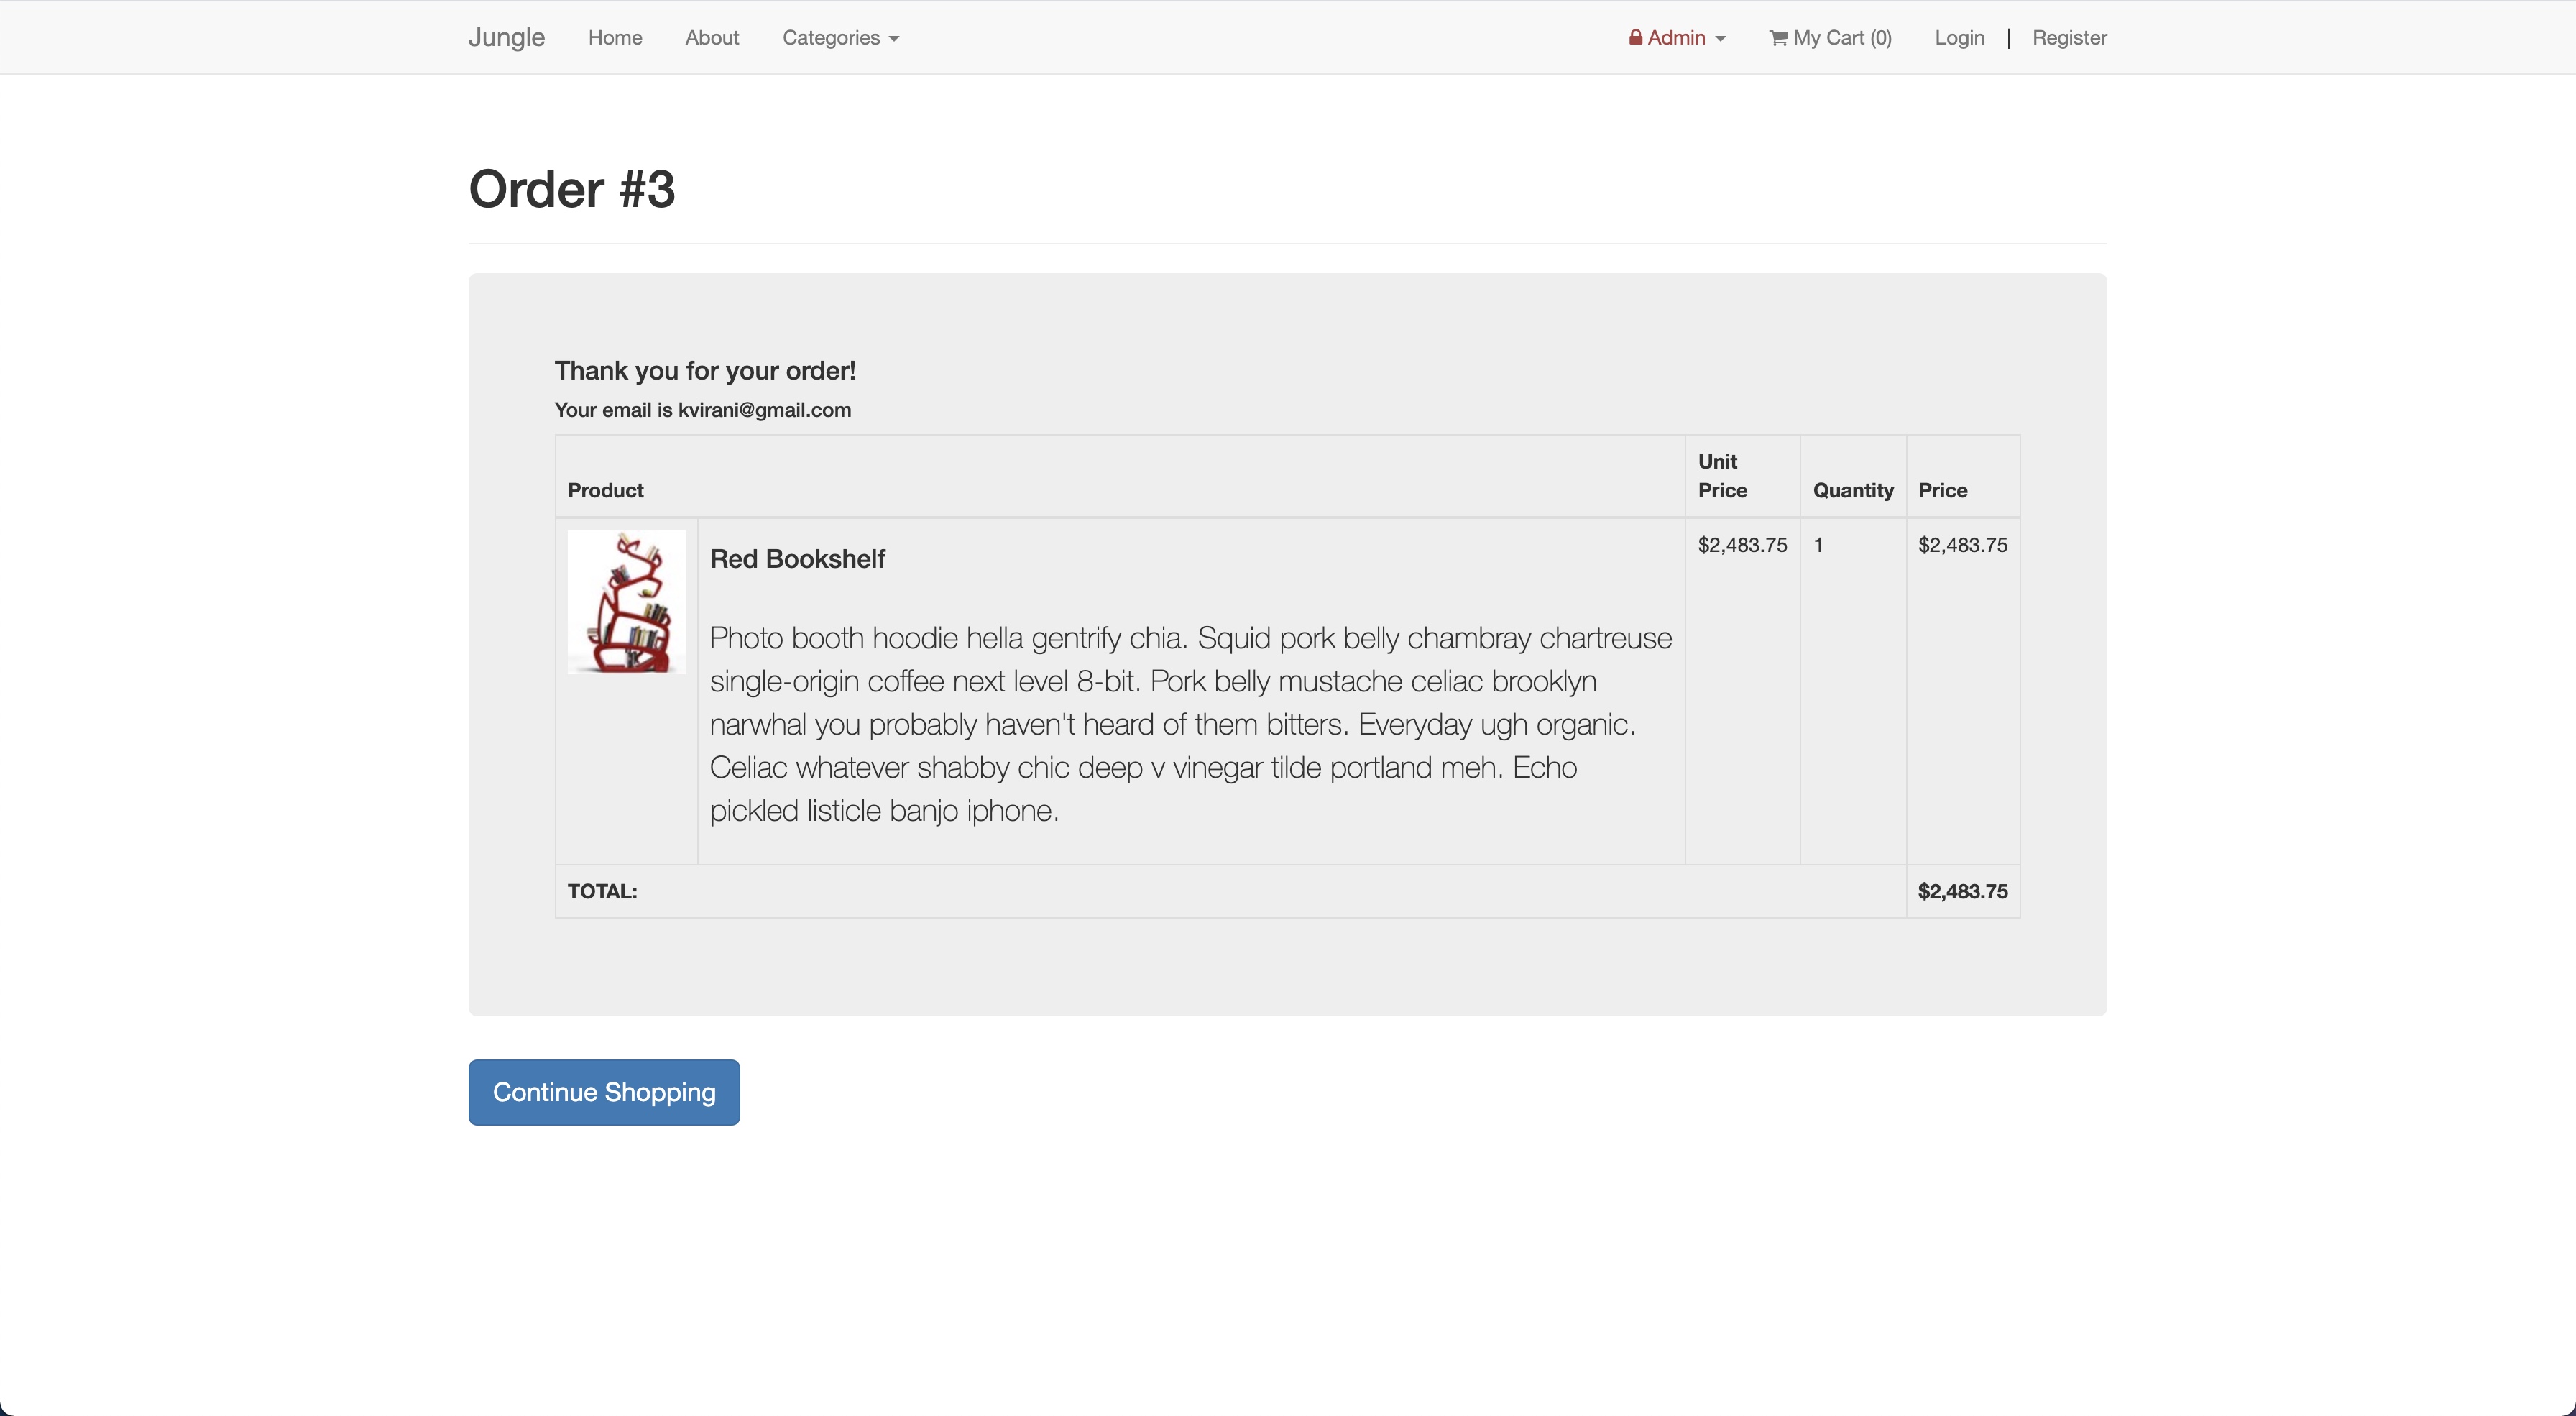 Jungle Home About Categories Admin My Cart (0) Login | Register
Order #3
Thank you for your order!
Your email is kvirani@gmail.com
Product Unit Price Quantity Price
Red Bookshelf $2,483.75 1 $2,483.75
Photo booth hoodie hella gentrify chia. Squid pork belly chambray chartreuse
single-origin coffee next level 8-bit. Pork belly mustache celiac brooklyn
narwhal you probably haven't heard of them bitters. Everyday ugh organic.
Celiac whatever shabby chic deep v vinegar tilde portland meh. Echo
pickled listicle banjo iphone.
TOTAL: $2,483.75
Continue Shopping